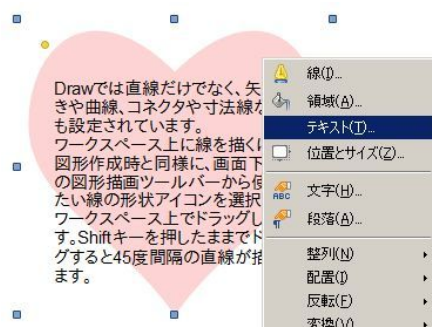 Drawでは直線だけでなく、矢
きや曲線、コネクタや寸法線な
も設定されています。
ワークスペース上に線を描くに
図形作成時と同様に、画面下
の図形描画ツールバーから使
たい線の形状アイコンを選択
ワークスペース上でドラッグし
す。Shiftキーを押したままでド
グすると45度間隔の直線が描
ます。
線(I)...
領域(A)...
テキスト(T)...
位置とサイズ(Z)...
文字(H)...
段落(A)...
整列(N)
配置(I)
反転(F)
変換(V)